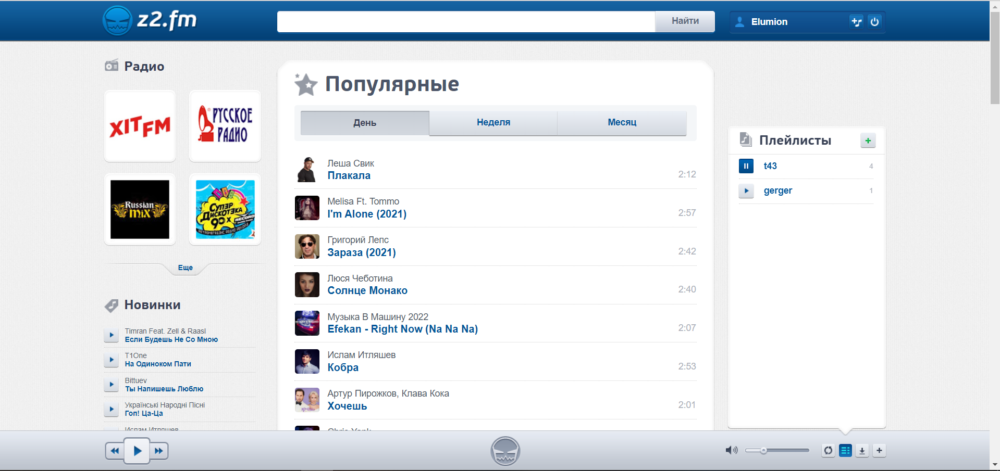 z2.fm
Найти
Elumion
Радио
ХІТ FM
РУССКОЕ
РАДИО
Russian
MiX
СУПЕР
ДИСКОТЭКА
90х
RECORD
Еще
Новинки
Timran Feat. Zell & Raasl
Если Будешь Не Со Мною
T1One
На Одиноком Пати
Bittuev
Ты Напишешь Люблю
Українські Народні Пісні
Гоп! Ца-Ца
Ислам Итляшев
Популярные
День
Неделя
Месяц
Леша Свик
Плакала
2:12
Melisa Ft. Tommo
I'm Alone (2021)
2:57
Григорий Лепс
Зараза (2021)
2:42
Люся Чеботина
Солнце Монако
2:40
Музыка В Машину 2022
Efekan - Right Now (Na Na Na)
2:07
Ислам Итляшев
Кобра
2:53
Артур Пирожков, Клава Кока
Хочешь
2:01
Плейлисты
t43
4
gerger
1